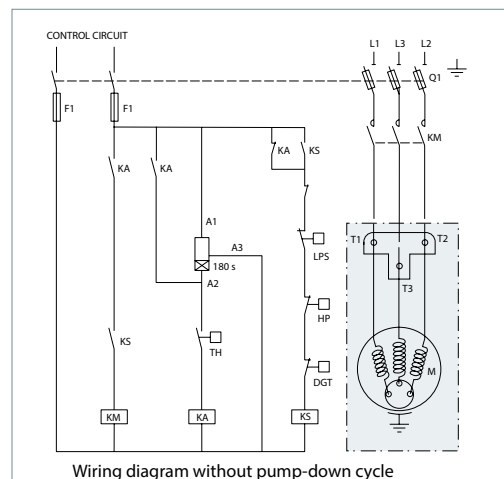 CONTROL CIRCUIT
L1 L3 L2
Q1
F1 F1
KA KS KM
KA KA
A1
A3
T1 T2
LPS
180 s
A2
T3
HP
KS
TH
M
DGT
KM KA KS
Wiring diagram without pump-down cycle